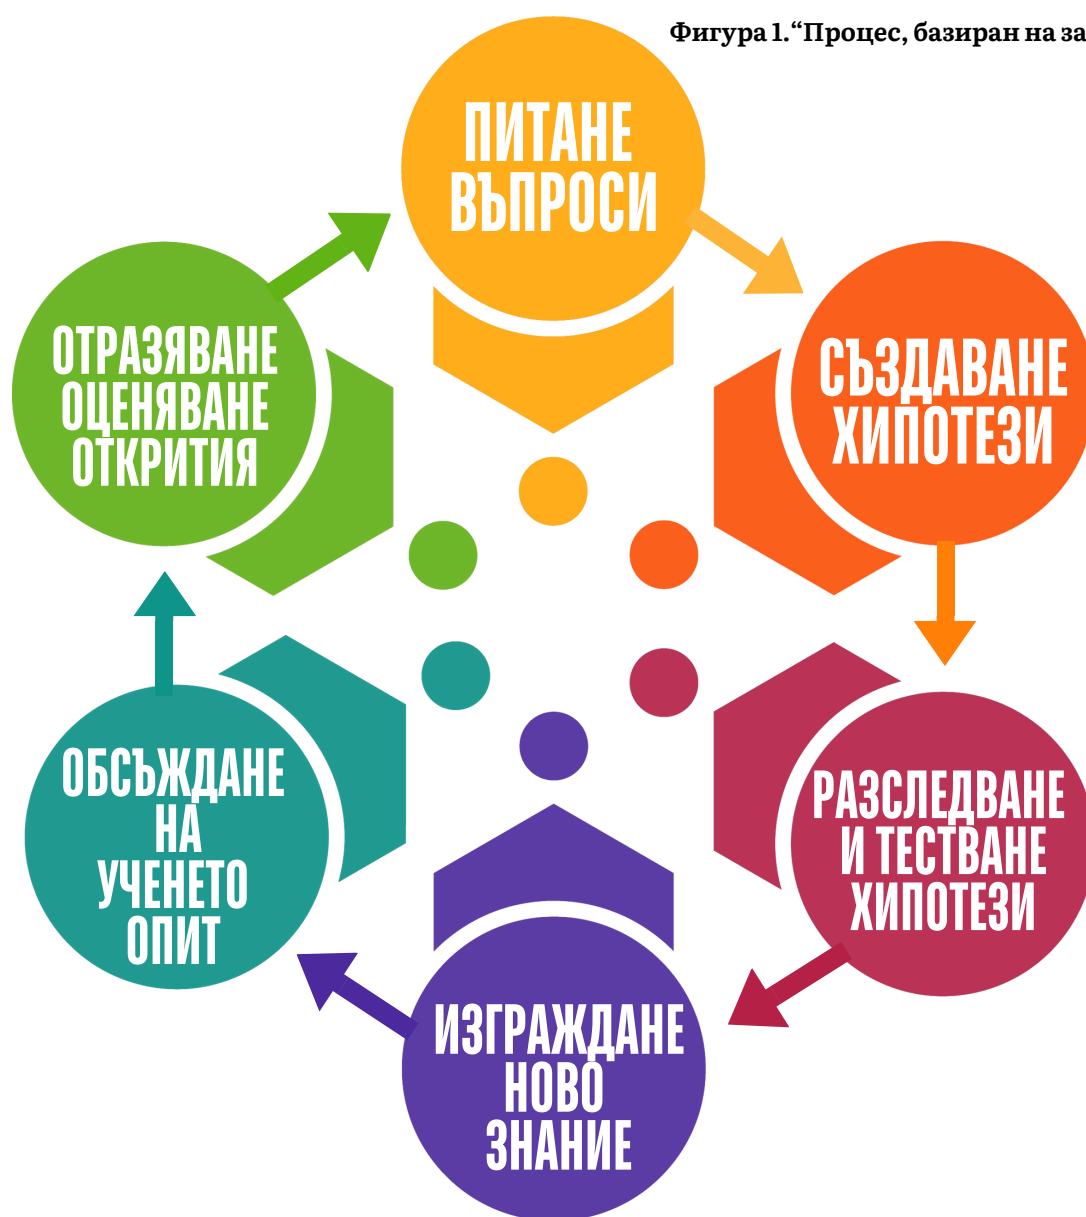 Фигура 1.“Процес, базиран на за
ПИТАНЕ
ВЪПРОСИ
СЪЗДАВАНЕ
ХИПОТЕЗИ
РАЗСЛЕДВАНЕ
И ТЕСТВАНЕ
ХИПОТЕЗИ
ИЗГРАЖДАНЕ
НОВО
ЗНАНИЕ
ОБСЪЖДАНЕ
НА
УЧЕНЕТО
ОПИТ
ОТРАЗЯВАНЕ
ОЦЕНЯВАНЕ
ОТКРИТИЯ